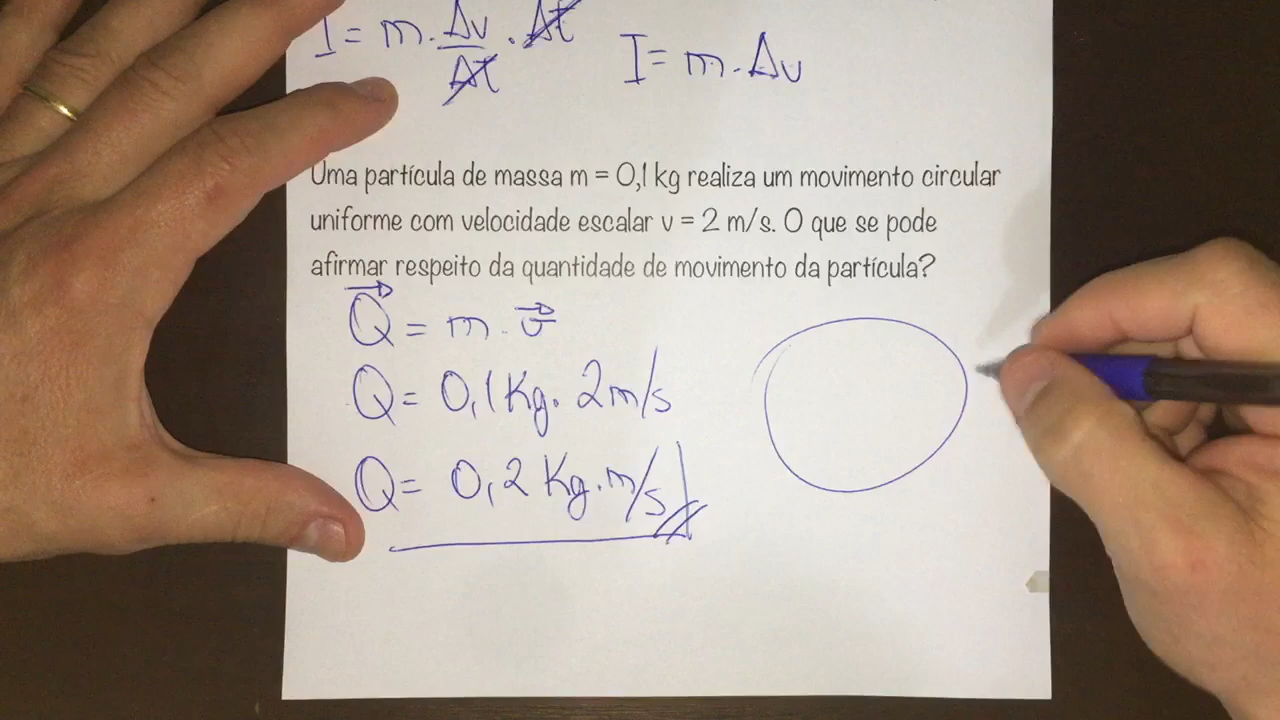 I = m. Δv/Δt . Δt I = m. Δv
Uma partícula de massa m = 0,1 kg realiza um movimento circular
uniforme com velocidade escalar v = 2 m/s. O que se pode
afirmar respeito da quantidade de movimento da partícula?
Q = m . v
Q = 0,1 Kg. 2m/s
Q = 0,2 Kg.m/s